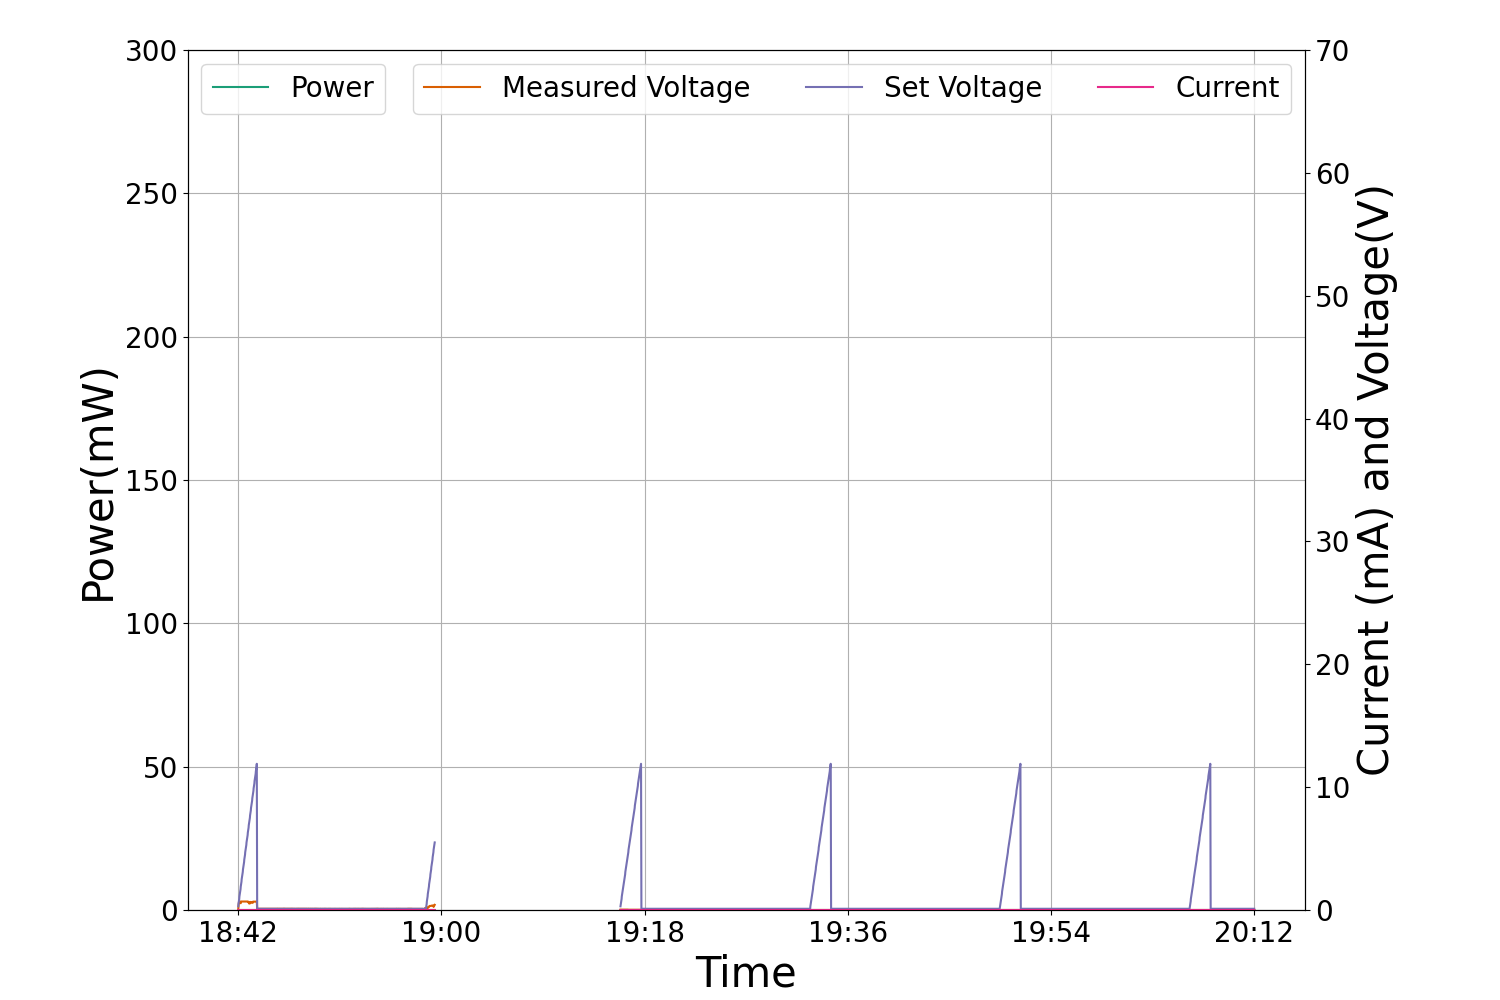 Power
Measured Voltage
Set Voltage
Current
300
250
200
150
100
50
0
Power(mW)
70
60
50
40
30
20
10
0
Current (mA) and Voltage(V)
18:42 19:00 19:18 19:36 19:54 20:12
Time